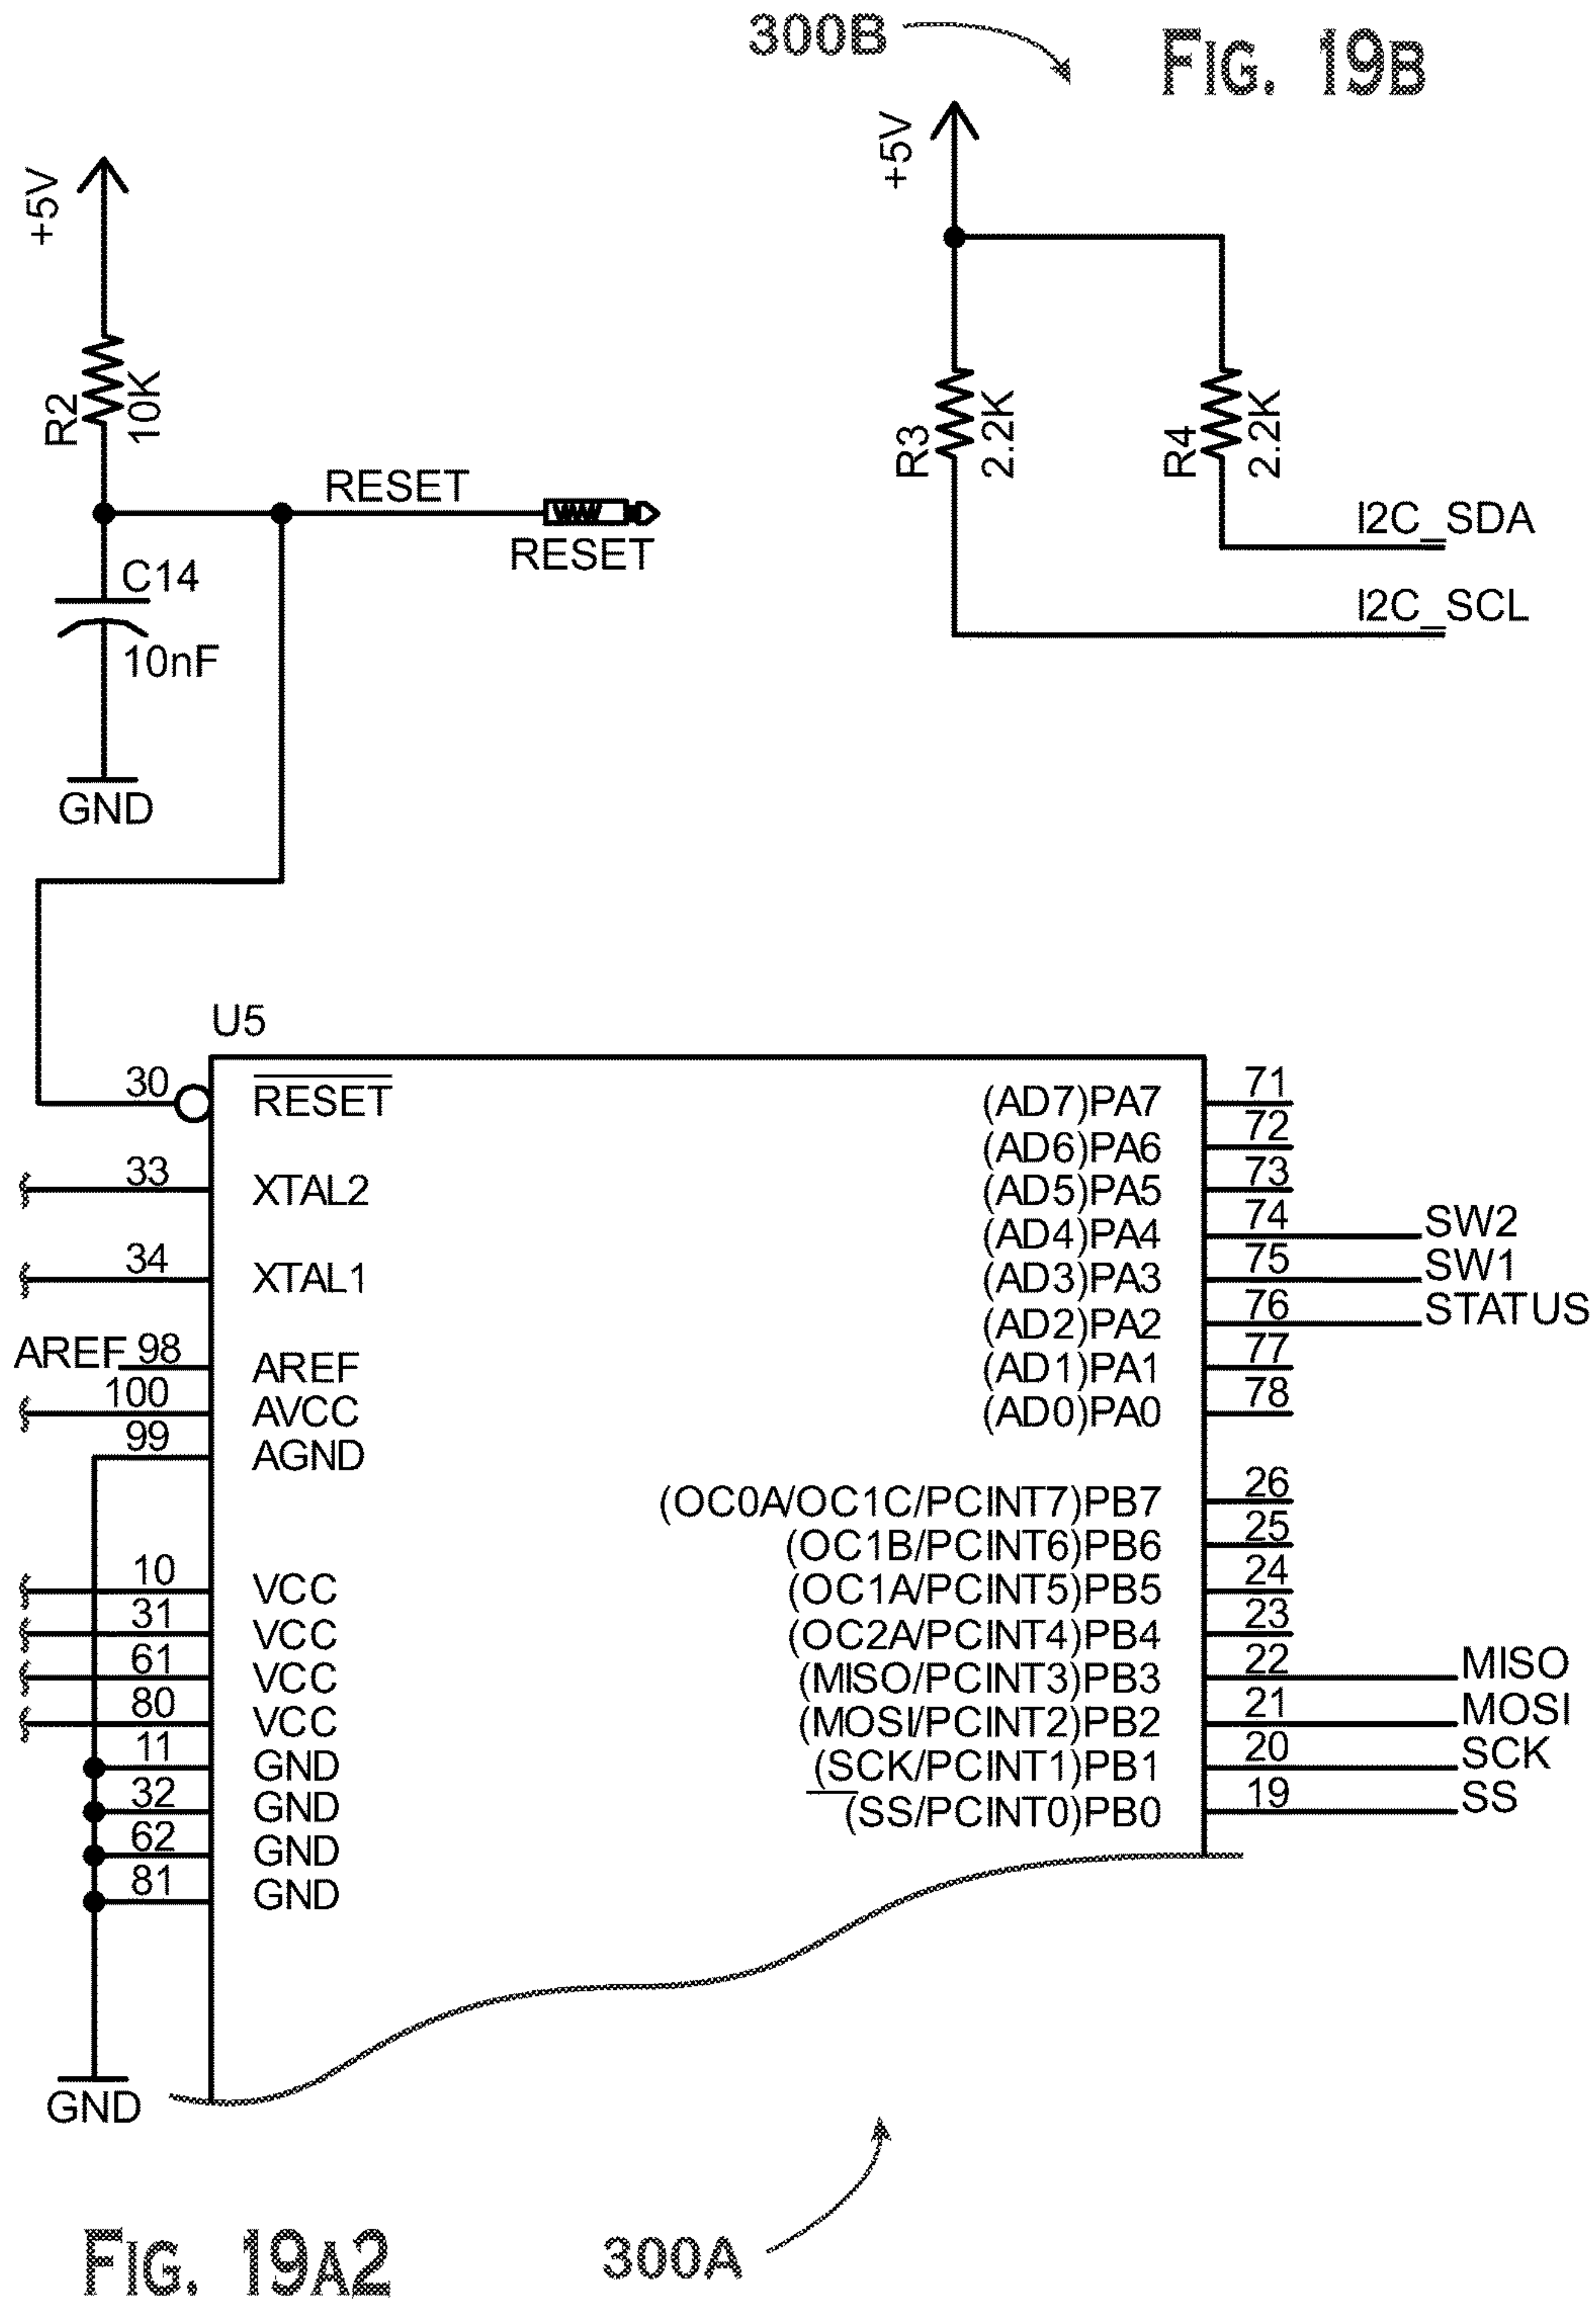 300B
FIG. 19B
+5V
+5V
R2
10K
R3
2.2K
R4
2.2K
RESET
RESET
I2C_SDA
I2C_SCL
C14
10nF
GND
U5
30
RESET
(AD7)PA7
71
(AD6)PA6
72
33
XTAL2
(AD5)PA5
73
(AD4)PA4
74
SW2
34
XTAL1
(AD3)PA3
75
SW1
(AD2)PA2
76
STATUS
AREF
98
AREF
(AD1)PA1
77
100
AVCC
(AD0)PA0
78
99
AGND
(OC0A/OC1C/PCINT7)PB7
26
(OC1B/PCINT6)PB6
25
10
VCC
(OC1A/PCINT5)PB5
24
31
VCC
(OC2A/PCINT4)PB4
23
61
VCC
(MISO/PCINT3)PB3
22
MISO
80
VCC
(MOSI/PCINT2)PB2
21
MOSI
11
GND
(SCK/PCINT1)PB1
20
SCK
32
GND
(SS/PCINT0)PB0
19
SS
62
GND
81
GND
GND
FIG. 19A2
300A